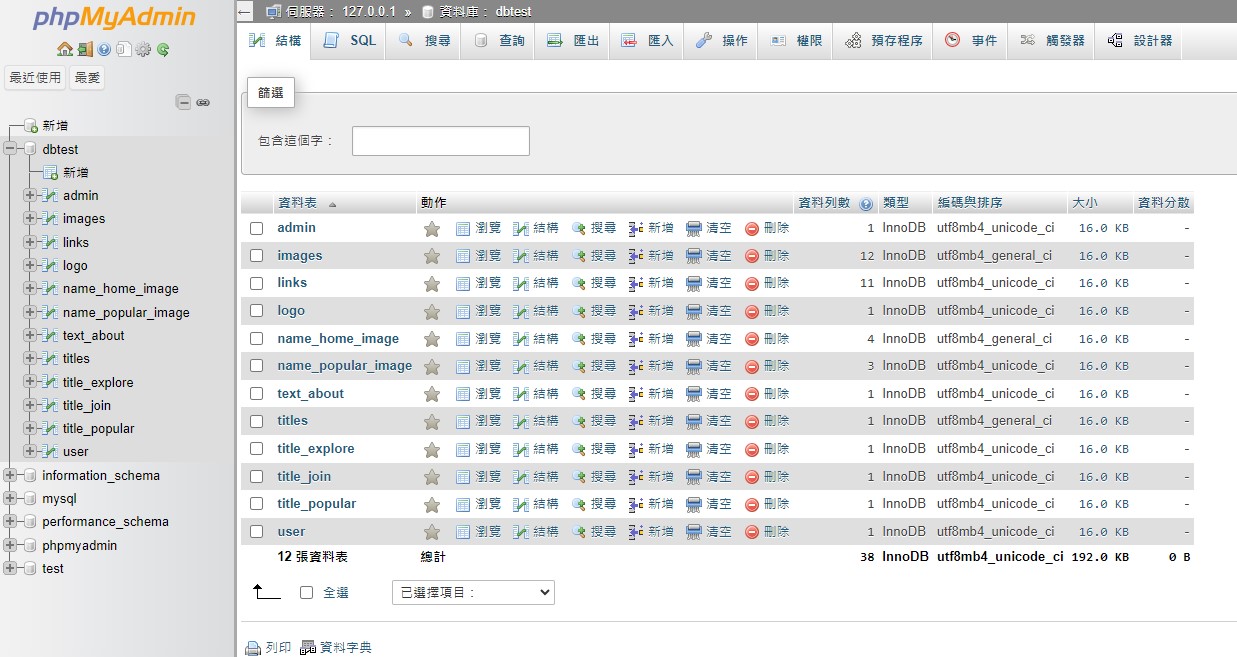 phpMyAdmin
最近使用 最愛
新增
dbtest
新增
admin
images
links
logo
name_home_image
name_popular_image
text_about
titles
title_explore
title_join
title_popular
user
information_schema
mysql
performance_schema
phpmyadmin
test
← 伺服器： 127.0.0.1 » 資料庫： dbtest
結構 SQL 搜尋 查詢 匯出 匯入 操作 權限 預存程序 事件 觸發器 設計器
篩選
包含這個字：
資料表 動作 資料列數 類型 編碼與排序 大小 資料分散
admin 瀏覽 結構 搜尋 新增 清空 刪除 1 InnoDB utf8mb4_unicode_ci 16.0 KB -
images 瀏覽 結構 搜尋 新增 清空 刪除 12 InnoDB utf8mb4_general_ci 16.0 KB -
links 瀏覽 結構 搜尋 新增 清空 刪除 11 InnoDB utf8mb4_unicode_ci 16.0 KB -
logo 瀏覽 結構 搜尋 新增 清空 刪除 1 InnoDB utf8mb4_unicode_ci 16.0 KB -
name_home_image 瀏覽 結構 搜尋 新增 清空 刪除 4 InnoDB utf8mb4_general_ci 16.0 KB -
name_popular_image 瀏覽 結構 搜尋 新增 清空 刪除 3 InnoDB utf8mb4_unicode_ci 16.0 KB -
text_about 瀏覽 結構 搜尋 新增 清空 刪除 1 InnoDB utf8mb4_unicode_ci 16.0 KB -
titles 瀏覽 結構 搜尋 新增 清空 刪除 1 InnoDB utf8mb4_general_ci 16.0 KB -
title_explore 瀏覽 結構 搜尋 新增 清空 刪除 1 InnoDB utf8mb4_unicode_ci 16.0 KB -
title_join 瀏覽 結構 搜尋 新增 清空 刪除 1 InnoDB utf8mb4_unicode_ci 16.0 KB -
title_popular 瀏覽 結構 搜尋 新增 清空 刪除 1 InnoDB utf8mb4_unicode_ci 16.0 KB -
user 瀏覽 結構 搜尋 新增 清空 刪除 1 InnoDB utf8mb4_unicode_ci 16.0 KB -
12 張資料表 總計 38 InnoDB utf8mb4_unicode_ci 192.0 KB 0 B
全選 已選擇項目：
列印 資料字典